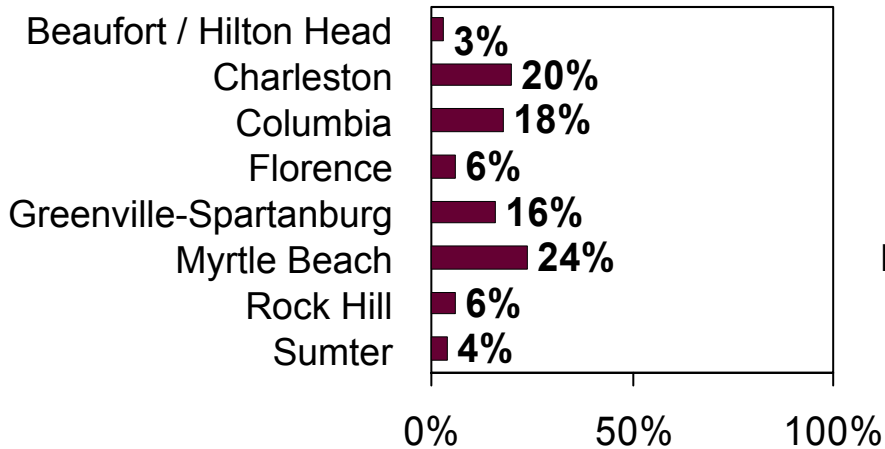 Beaufort / Hilton Head 3%
Charleston 20%
Columbia 18%
Florence 6%
Greenville-Spartanburg 16%
Myrtle Beach 24%
Rock Hill 6%
Sumter 4%
0% 50% 100%